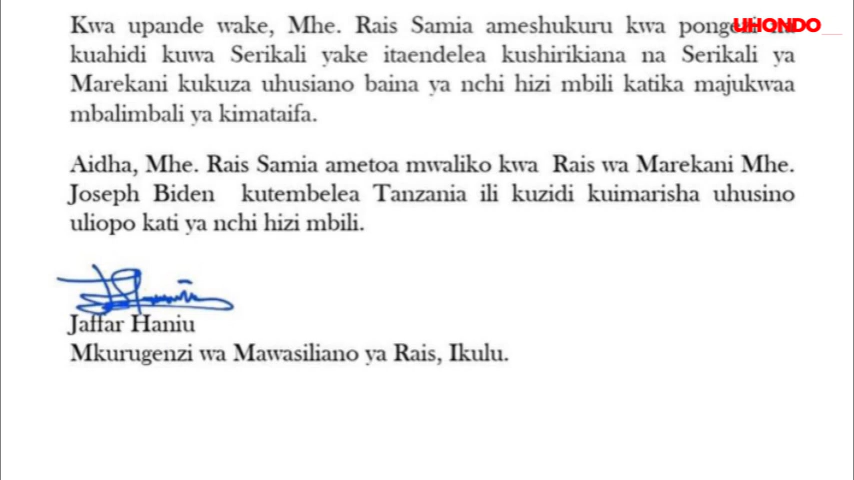 UHONDO
Kwa upande wake, Mhe. Rais Samia ameshukuru kwa
kuahidi kuwa Serikali yake itaendelea kushirikiana na Serikali ya
Marekani kukuza uhusiano baina ya nchi hizi mbili katika majukwaa
mbalimbali ya kimataifa.
Aidha, Mhe. Rais Samia ametoa mwaliko kwa Rais wa Marekani Mhe.
Joseph Biden kutembelea Tanzania ili kuzidi kuimarisha uhusino
uliopo kati ya nchi hizi mbili.
Jaffar Haniu
Mkurugenzi wa Mawasiliano ya Rais, Ikulu.